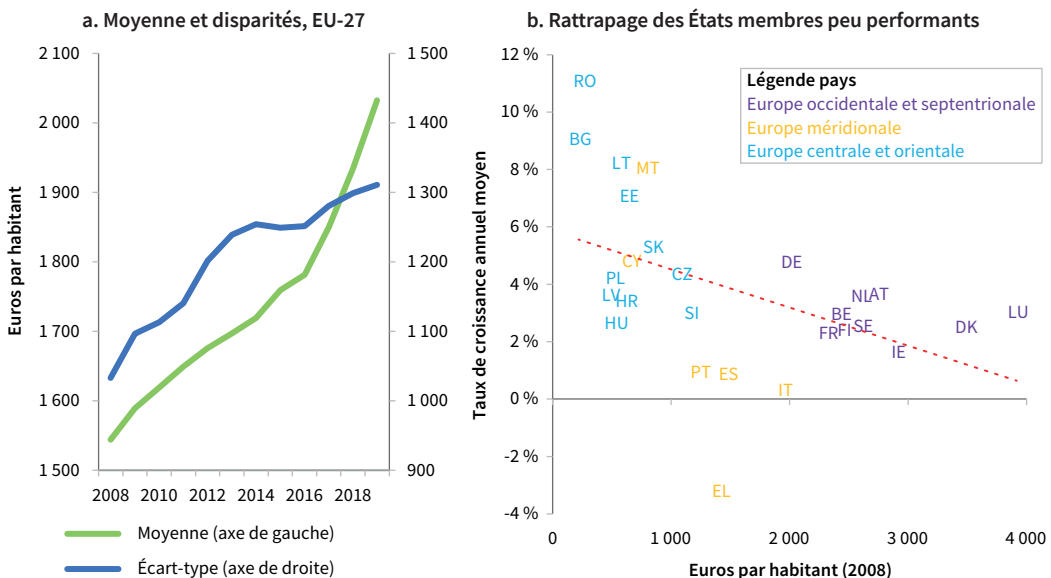 a. Moyenne et disparités, EU-27
2 100
2 000
1 900
1 800
1 700
1 600
1 500
Euros par habitant
1 500
1 400
1 300
1 200
1 100
1 000
900
2008 2010 2012 2014 2016 2018
Moyenne (axe de gauche)
Écart-type (axe de droite)
b. Rattrapage des États membres peu performants
12 %
10 %
8 %
6 %
4 %
2 %
0 %
-2 %
-4 %
Taux de croissance annuel moyen
Légende pays
Europe occidentale et septentrionale
Europe méridionale
Europe centrale et orientale
RO
BG
LT MT
EE
SK
CY CZ DE
PL
LV HR NL AT
SI BE LU
HU FR FI SE DK
IE
PT ES
IT
EL
0 1 000 2 000 3 000 4 000
Euros par habitant (2008)